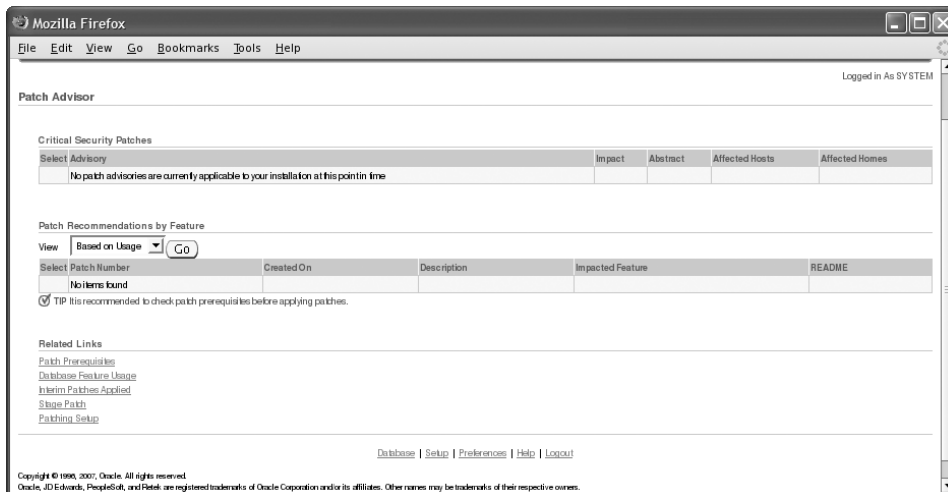 Mozilla Firefox
File Edit View Go Bookmarks Tools Help
Logged in As SYSTEM
Patch Advisor
Critical Security Patches
Select Advisory Impact Abstract Affected Hosts Affected Homes
No patch advisories are currently applicable to your installation at this point in time
Patch Recommendations by Feature
View Based on Usage Go
Select Patch Number Created On Description Impacted Feature README
No items found
TIP It is recommended to check patch prerequisites before applying patches.
Related Links
Patch Prerequisites
Database Feature Usage
Interim Patches Applied
Stage Patch
Patching Setup
Database | Setup | Preferences | Help | Logout
Copyright © 1996, 2007, Oracle. All rights reserved.
Oracle, JD Edwards, PeopleSoft, and Retek are registered trademarks of Oracle Corporation and/or its affiliates. Other names may be trademarks of their respective owners.